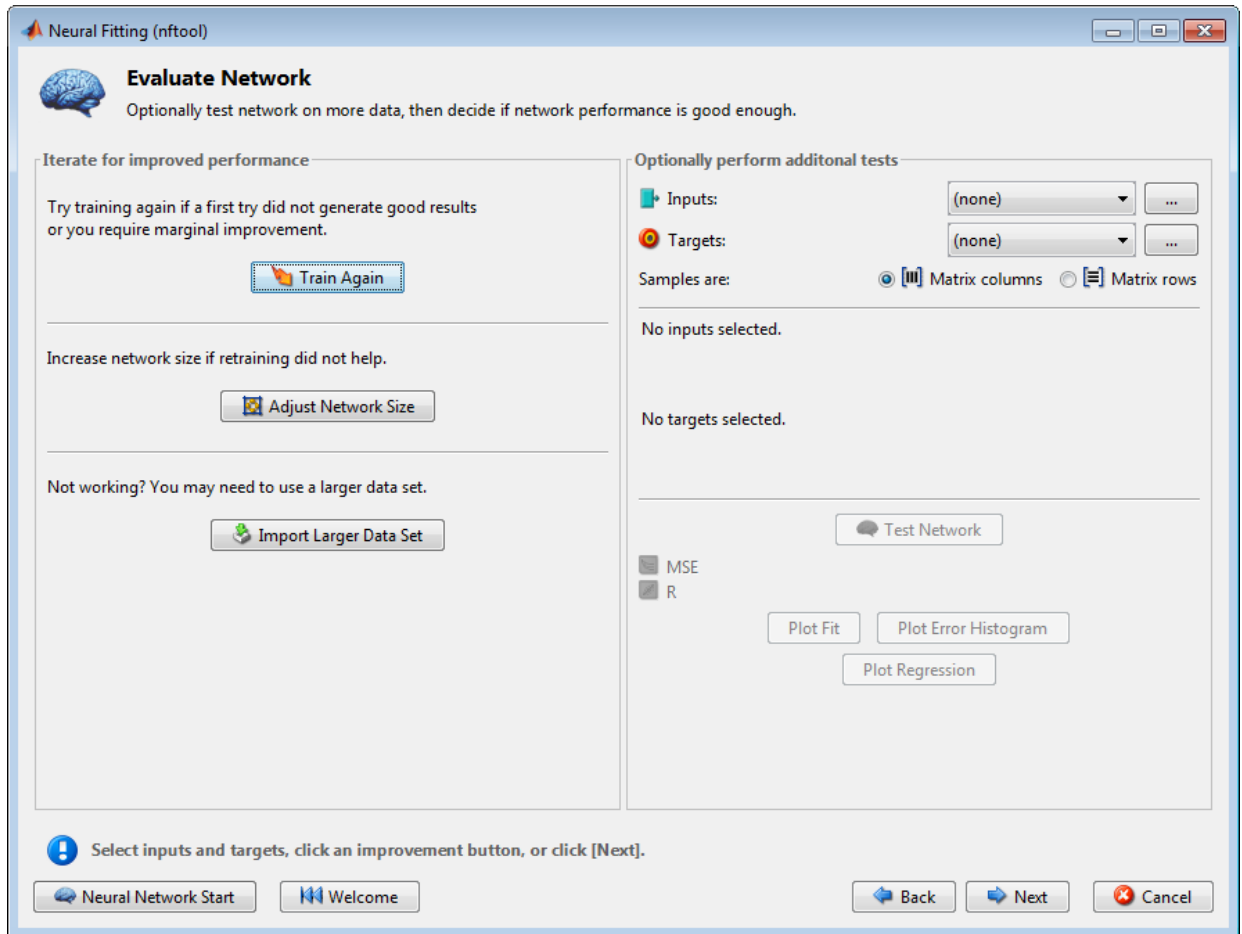 Neural Fitting (nftool)
Evaluate Network
Optionally test network on more data, then decide if network performance is good enough.
Iterate for improved performance
Try training again if a first try did not generate good results
or you require marginal improvement.
Train Again
Increase network size if retraining did not help.
Adjust Network Size
Not working? You may need to use a larger data set.
Import Larger Data Set
Optionally perform additonal tests
Inputs: (none) ...
Targets: (none) ...
Samples are: Matrix columns Matrix rows
No inputs selected.
No targets selected.
Test Network
MSE
R
Plot Fit Plot Error Histogram
Plot Regression
Select inputs and targets, click an improvement button, or click [Next].
Neural Network Start Welcome Back Next Cancel